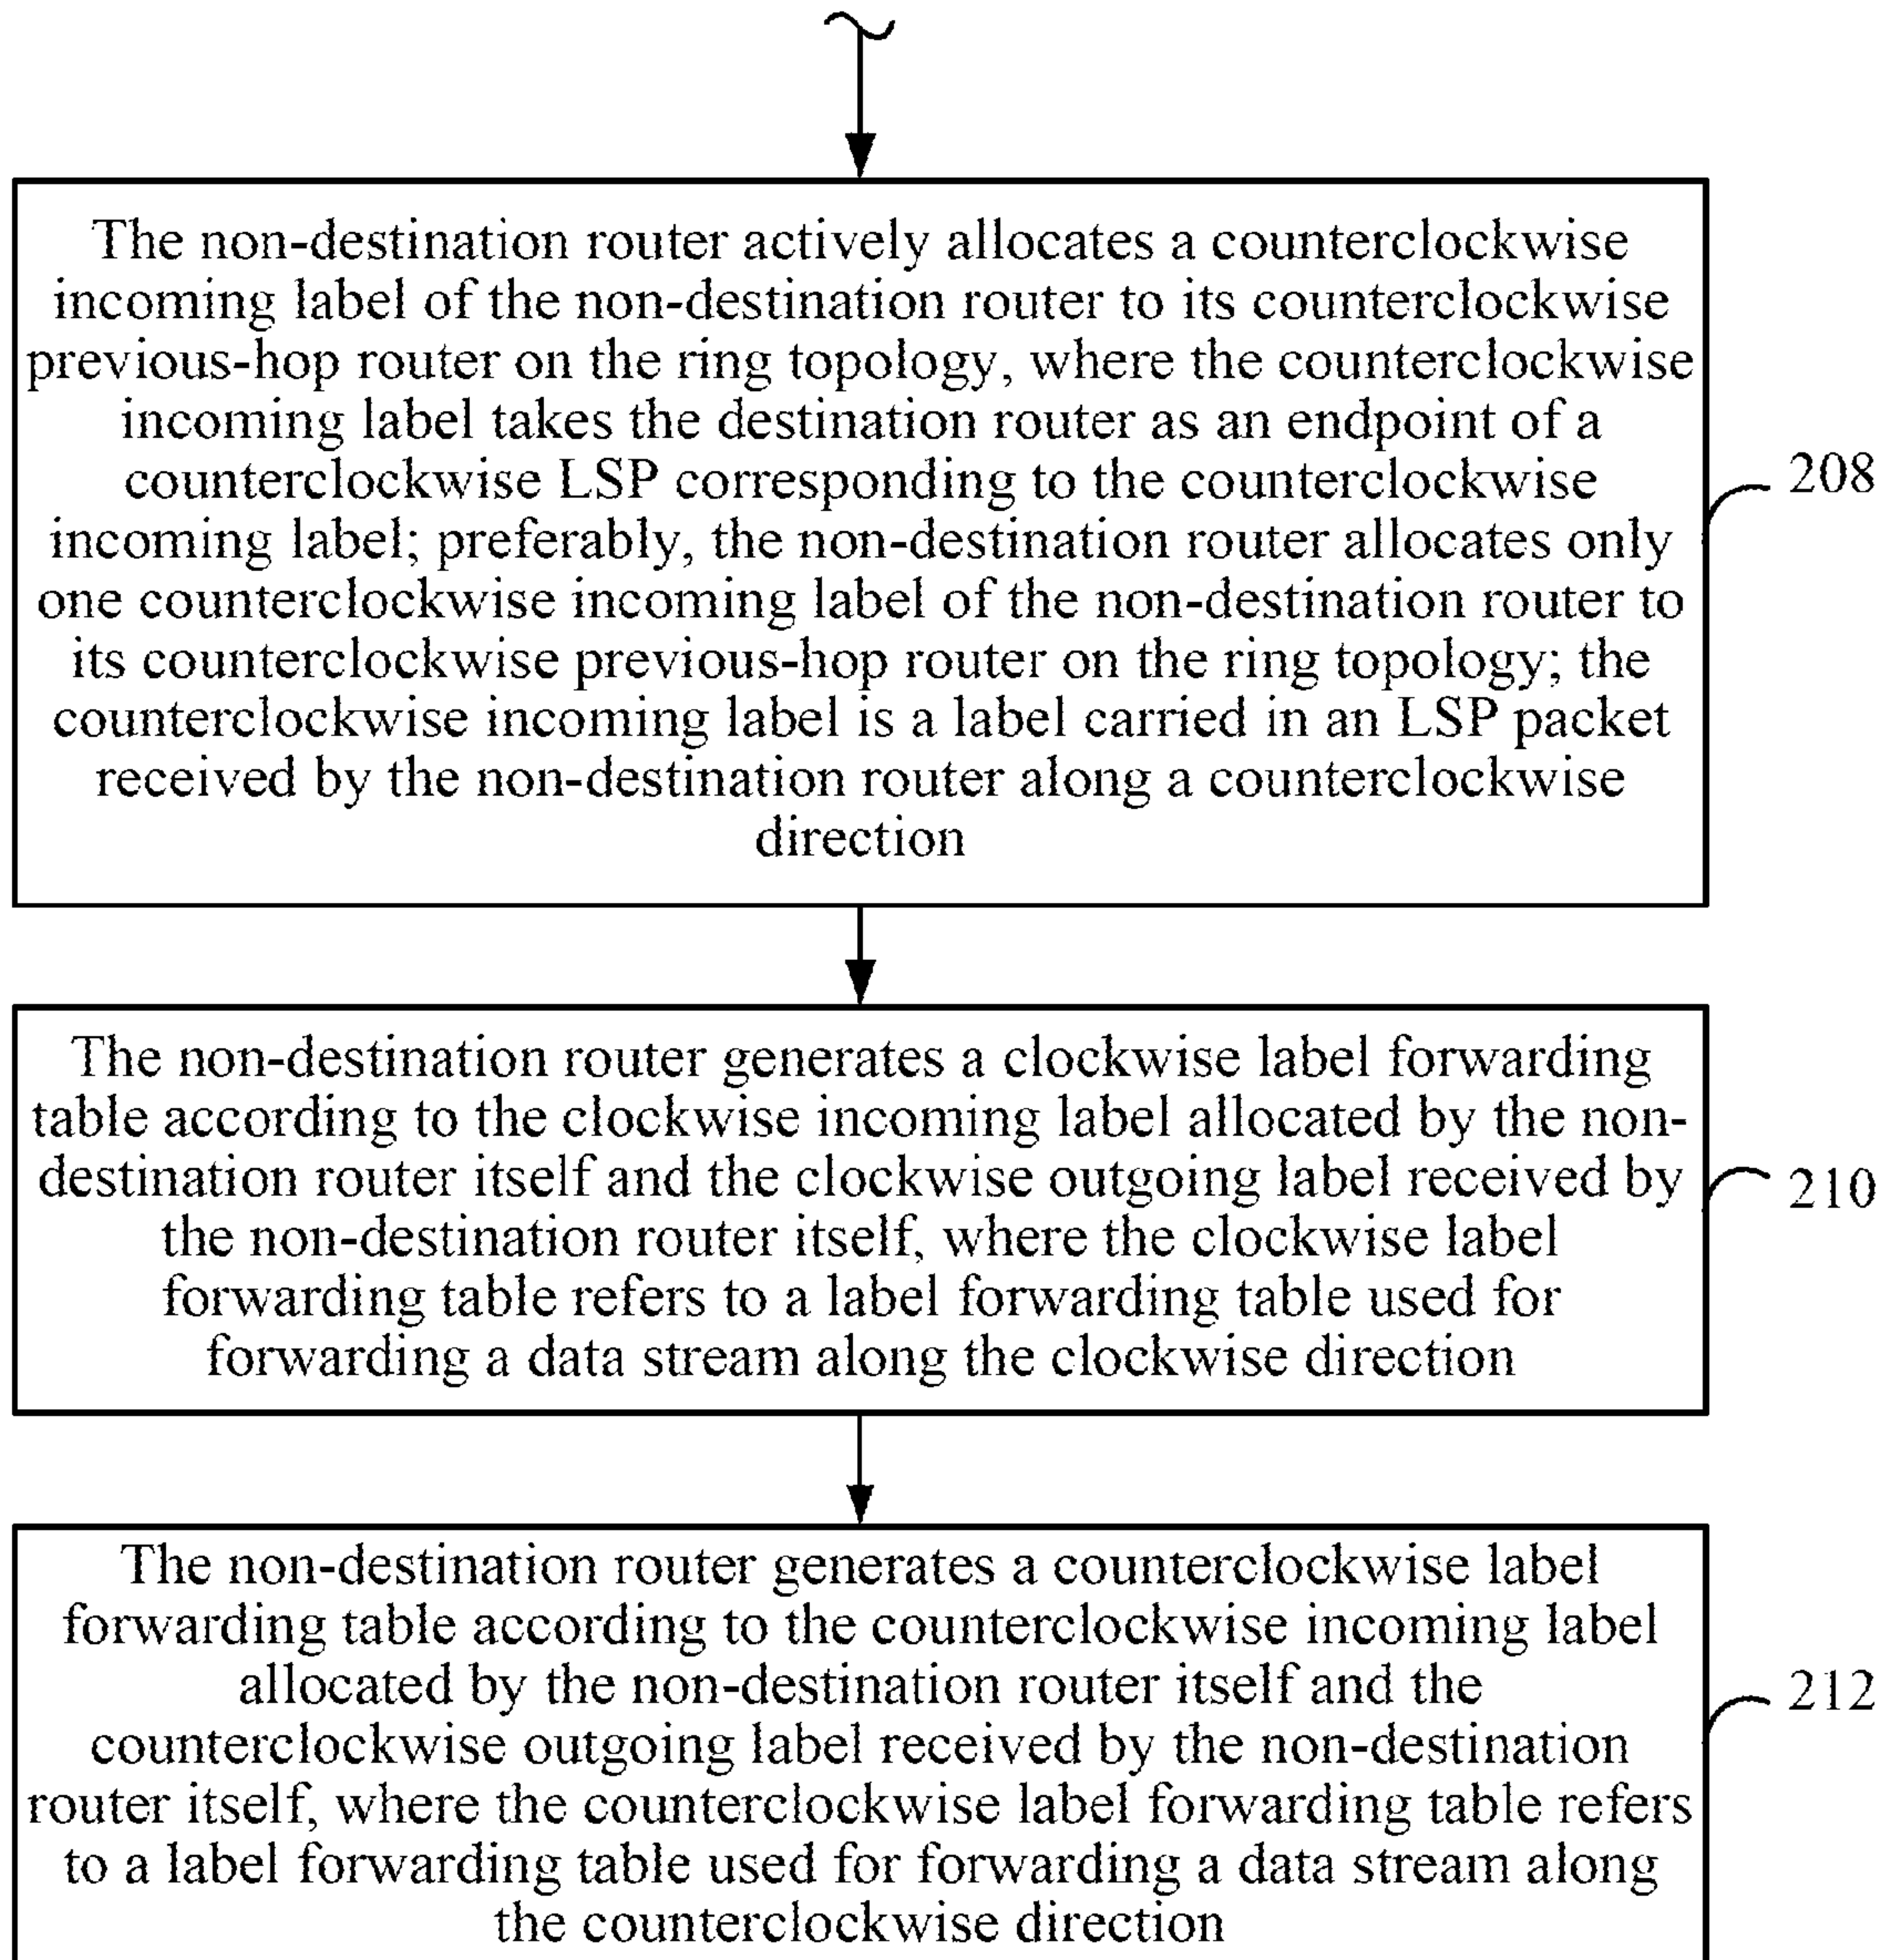 The non-destination router actively allocates a counterclockwise
incoming label of the non-destination router to its counterclockwise
previous-hop router on the ring topology, where the counterclockwise
incoming label takes the destination router as an endpoint of a
counterclockwise LSP corresponding to the counterclockwise
incoming label; preferably, the non-destination router allocates only
one counterclockwise incoming label of the non-destination router to
its counterclockwise previous-hop router on the ring topology; the
counterclockwise incoming label is a label carried in an LSP packet
received by the non-destination router along a counterclockwise
direction
208
The non-destination router generates a clockwise label forwarding
table according to the clockwise incoming label allocated by the non-
destination router itself and the clockwise outgoing label received by
the non-destination router itself, where the clockwise label
forwarding table refers to a label forwarding table used for
forwarding a data stream along the clockwise direction
210
The non-destination router generates a counterclockwise label
forwarding table according to the counterclockwise incoming label
allocated by the non-destination router itself and the
counterclockwise outgoing label received by the non-destination
router itself, where the counterclockwise label forwarding table refers
to a label forwarding table used for forwarding a data stream along
the counterclockwise direction
212